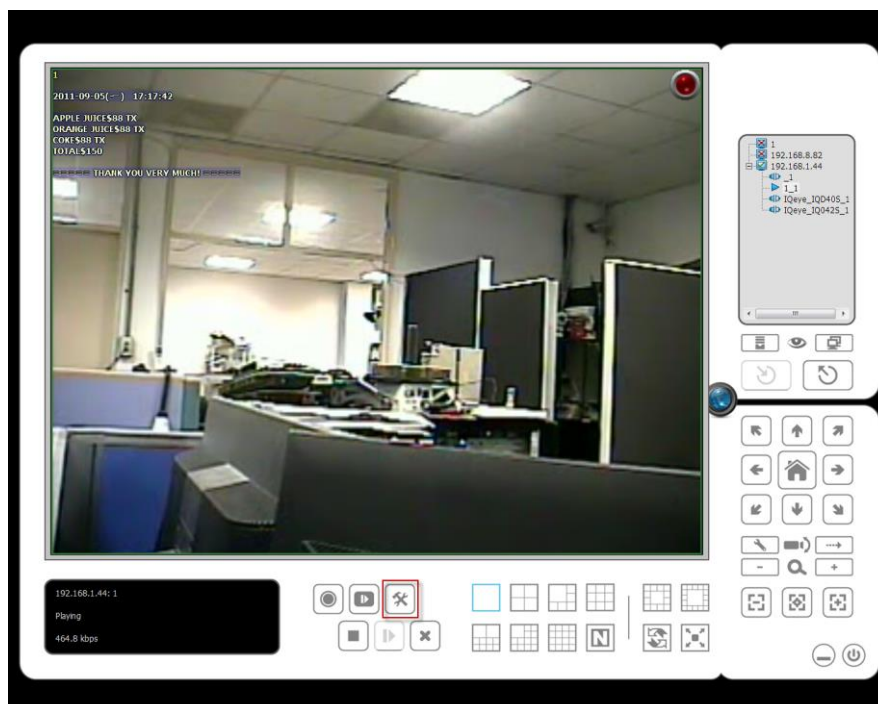 1
2011-09-05(一) 17:17:42
APPLE JUICE$88 TX
ORANGE JUICE$88 TX
COKE$88 TX
TOTAL$150
===== THANK YOU VERY MUCH! =====
1
192.168.8.82
192.168.1.44
_1
1_1
IQeye_IQD40S_1
IQeye_IQ042S_1
192.168.1.44: 1
Playing
464.8 kbps
N